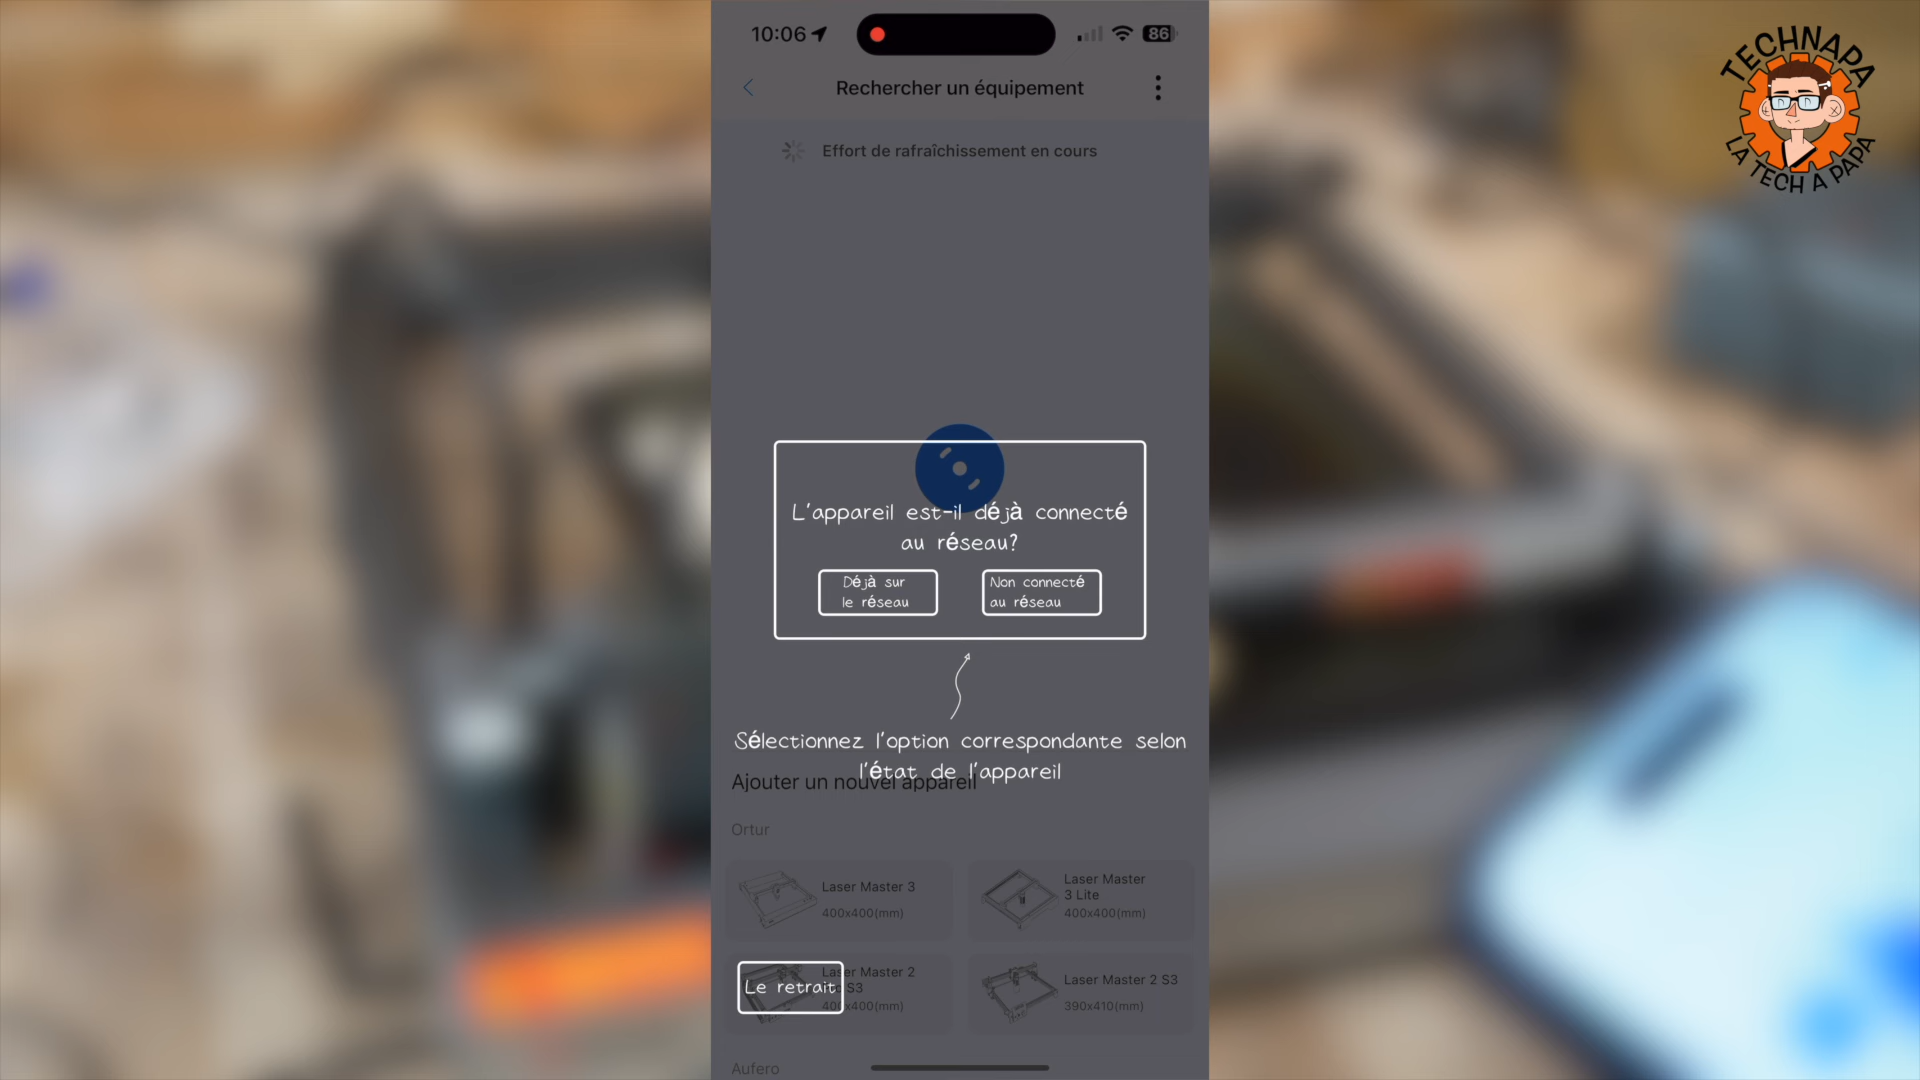 10:06
86
TECHNAPA
LA TECH A PAPA
Rechercher un équipement
Effort de rafraîchissement en cours
L'appareil est-il déjà connecté
au réseau?
Déjà sur
le réseau
Non connecté
au réseau
Sélectionnez l'option correspondante selon
l'état de l'appareil
Ajouter un nouvel appareil
Ortur
Laser Master 3
400x400(mm)
Laser Master
3 Lite
400x400(mm)
Laser Master 2
S3
400x400(mm)
Le retrait
Laser Master 2 S3
390x410(mm)
Aufero